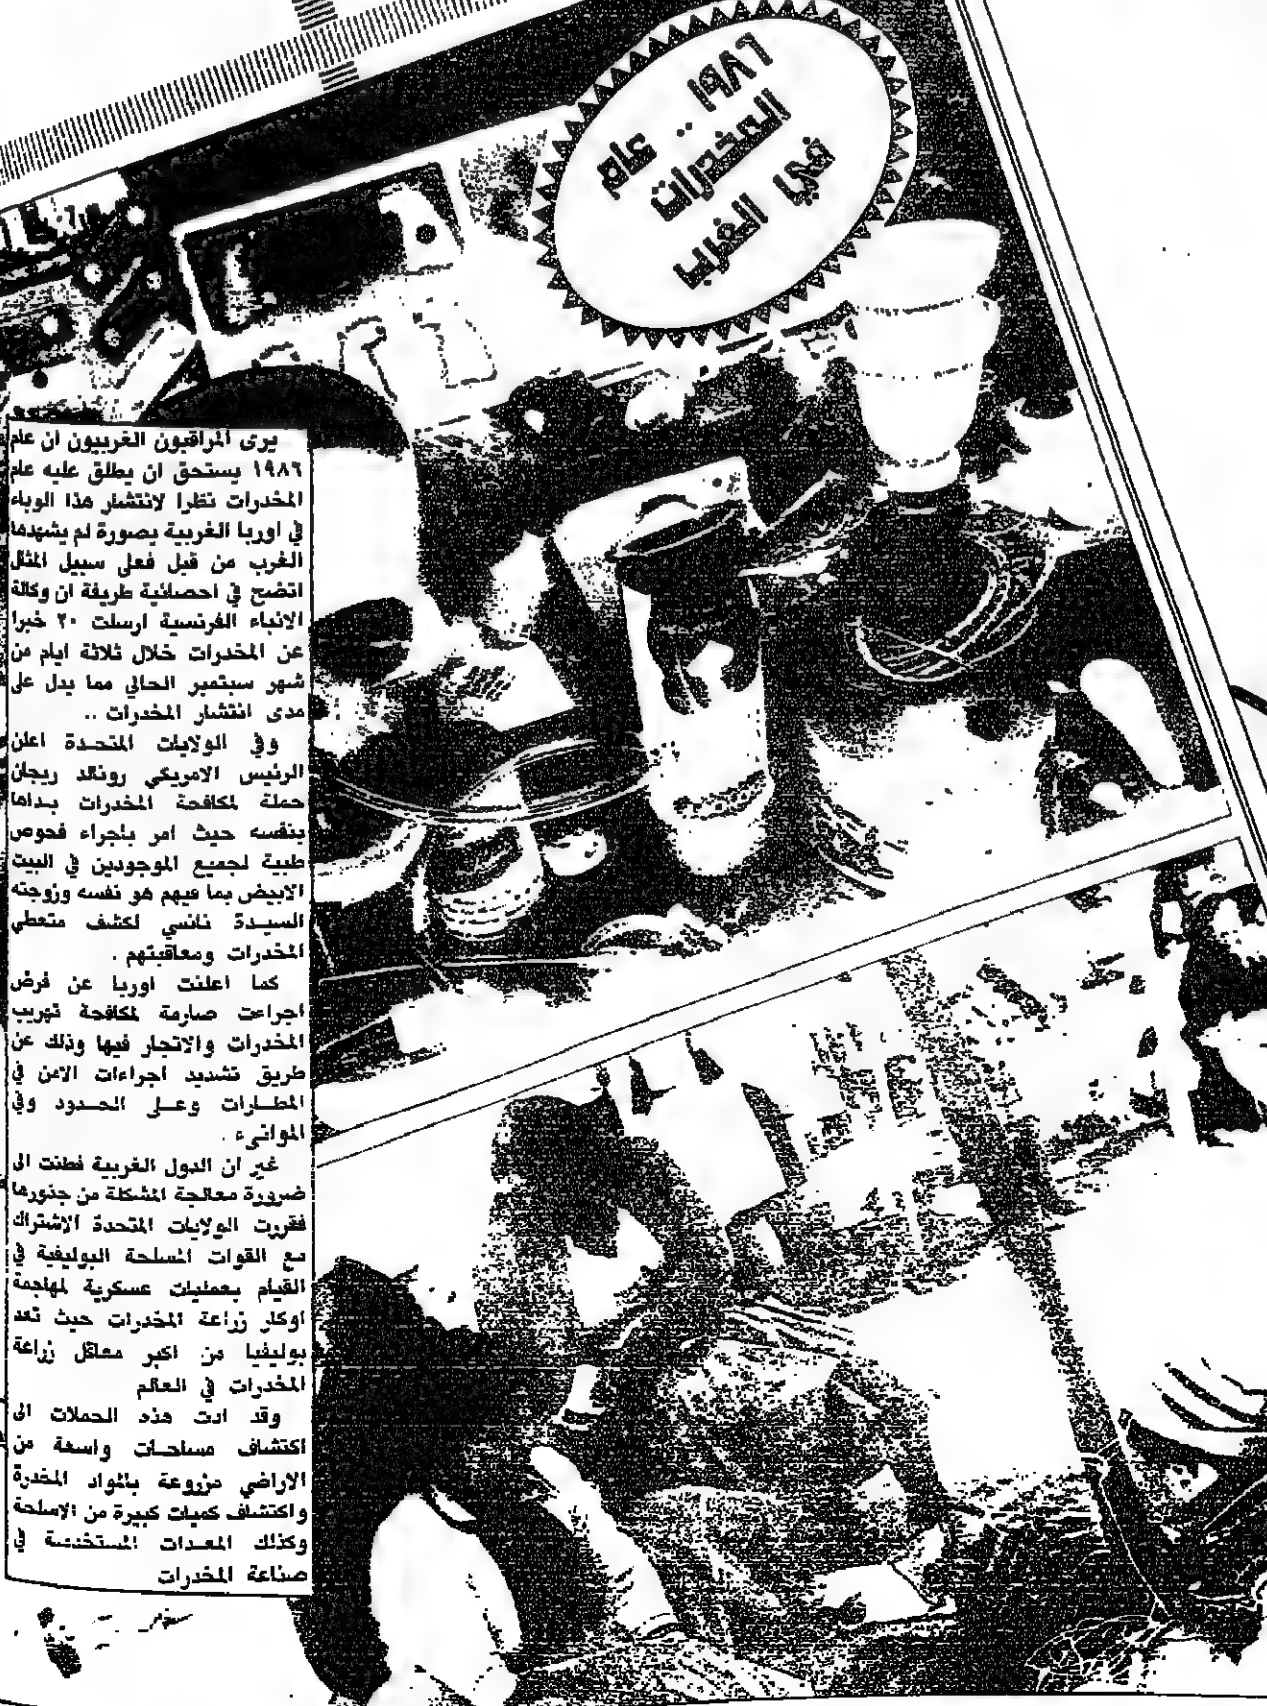 ١٩٨٦ .. عام
المخدرات
في الغرب
يرى المراقبون الغربيون ان عام
١٩٨٦ يستحق ان يطلق عليه عام
المخدرات نظرا لانتشار هذا الوباء
في اوربا الغربية بصورة لم يشهدها
الغرب من قبل فعلى سبيل المثال
اتضح في احصائية طريفة ان وكالة
الانباء الفرنسية ارسلت ٢٠ خبرا
عن المخدرات خلال ثلاثة ايام من
شهر سبتمبر الحالي مما يدل على
مدى انتشار المخدرات ..
وفي الولايات المتحدة اعلن
الرئيس الامريكي رونالد ريجان
حملة لمكافحة المخدرات بداها
بنفسه حيث امر باجراء فحوص
طبية لجميع الموجودين في البيت
الابيض بما فيهم هو نفسه وزوجته
السيدة نانسي لكشف متعطي
المخدرات ومعاقبتهم .
كما اعلنت اوربا عن فرض
اجراءت صارمة لمكافحة تهريب
المخدرات والاتجار فيها وذلك عن
طريق تشديد اجراءات الامن في
المطارات وعلى الحدود وفي
الموانيء .
غير ان الدول الغربية فطنت الى
ضرورة معالجة المشكلة من جذورها
فقررت الولايات المتحدة الاشتراك
مع القوات المسلحة البوليفية في
القيام بعمليات عسكرية لمهاجمة
اوكار زراعة المخدرات حيث تعد
بوليفيا من اكبر معاقل زراعة
المخدرات في العالم
وقد ادت هذه الحملات الى
اكتشاف مساحات واسعة من
الاراضي مزروعة بالمواد المخدرة
واكتشاف كميات كبيرة من الاسلحة
وكذلك المعدات المستخدمة في
صناعة المخدرات